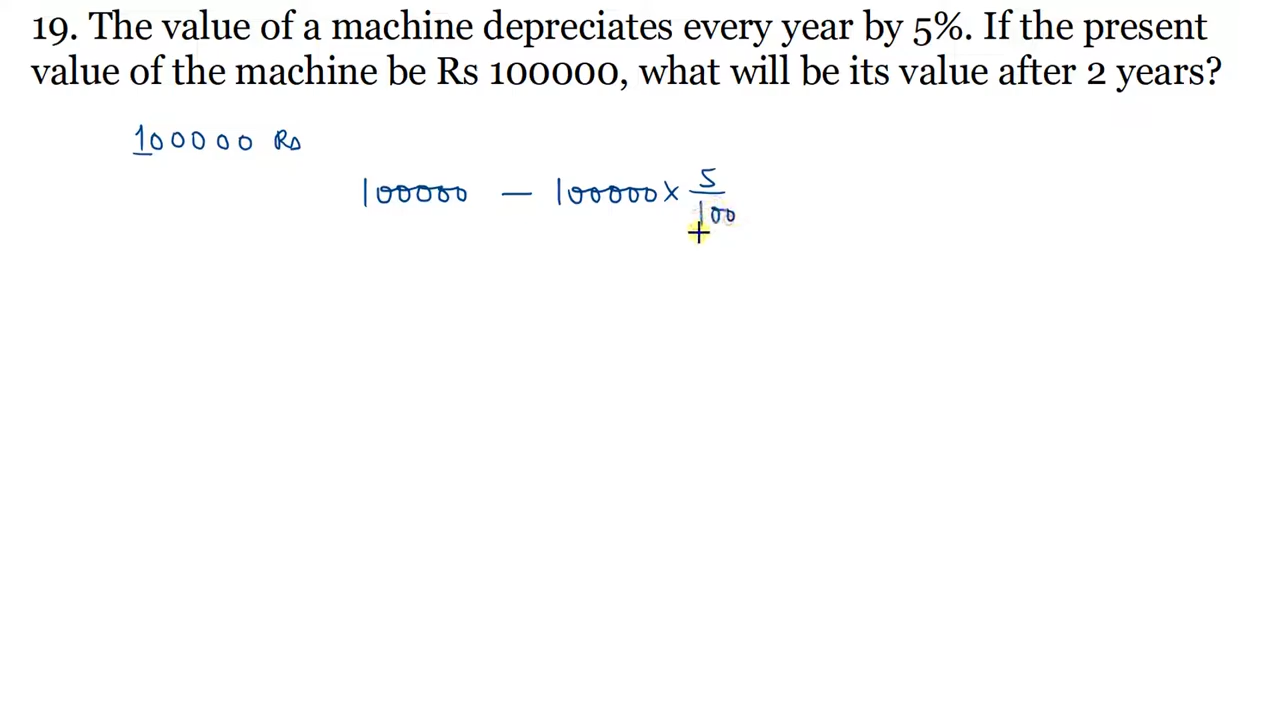 19. The value of a machine depreciates every year by 5%. If the present
value of the machine be Rs 100000, what will be its value after 2 years?
100000 Rs
100000 — 100000 × 5/100